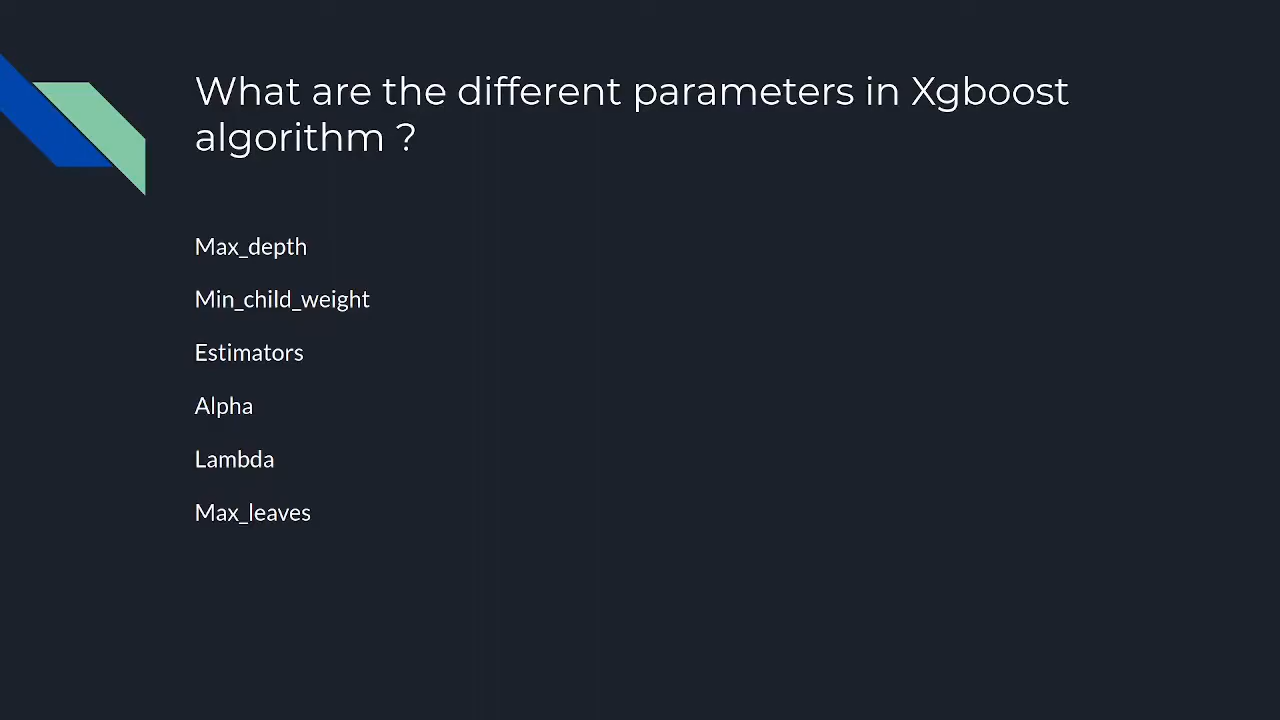 What are the different parameters in Xgboost
algorithm ?
Max_depth
Min_child_weight
Estimators
Alpha
Lambda
Max_leaves